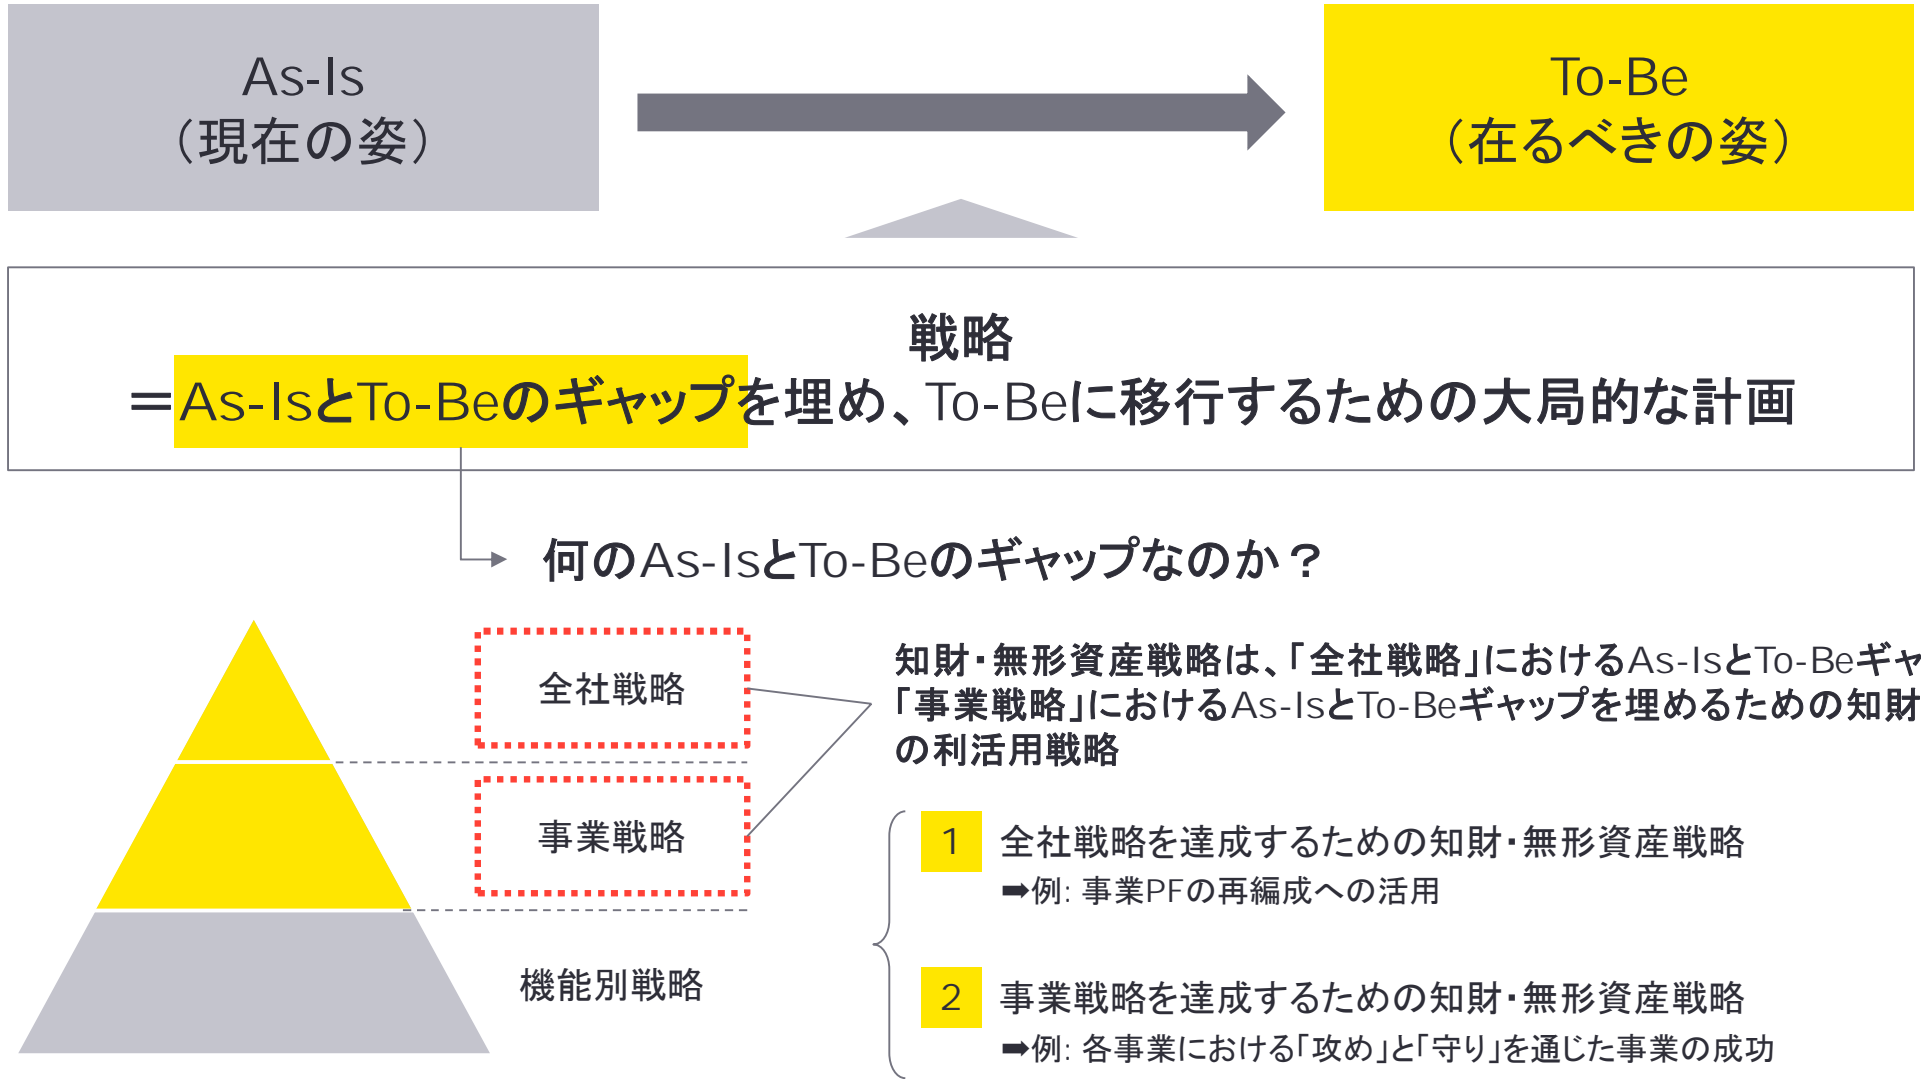 As-Is
（現在の姿）
To-Be
（在るべきの姿）
戦略
＝As-IsとTo-Beのギャップを埋め、To-Beに移行するための大局的な計画
何のAs-IsとTo-Beのギャップなのか？
全社戦略
事業戦略
機能別戦略
知財・無形資産戦略は、「全社戦略」におけるAs-IsとTo-Beギャ
「事業戦略」におけるAs-IsとTo-Beギャップを埋めるための知財
の利活用戦略
1 全社戦略を達成するための知財・無形資産戦略
➡例: 事業PFの再編成への活用
2 事業戦略を達成するための知財・無形資産戦略
➡例: 各事業における「攻め」と「守り」を通じた事業の成功